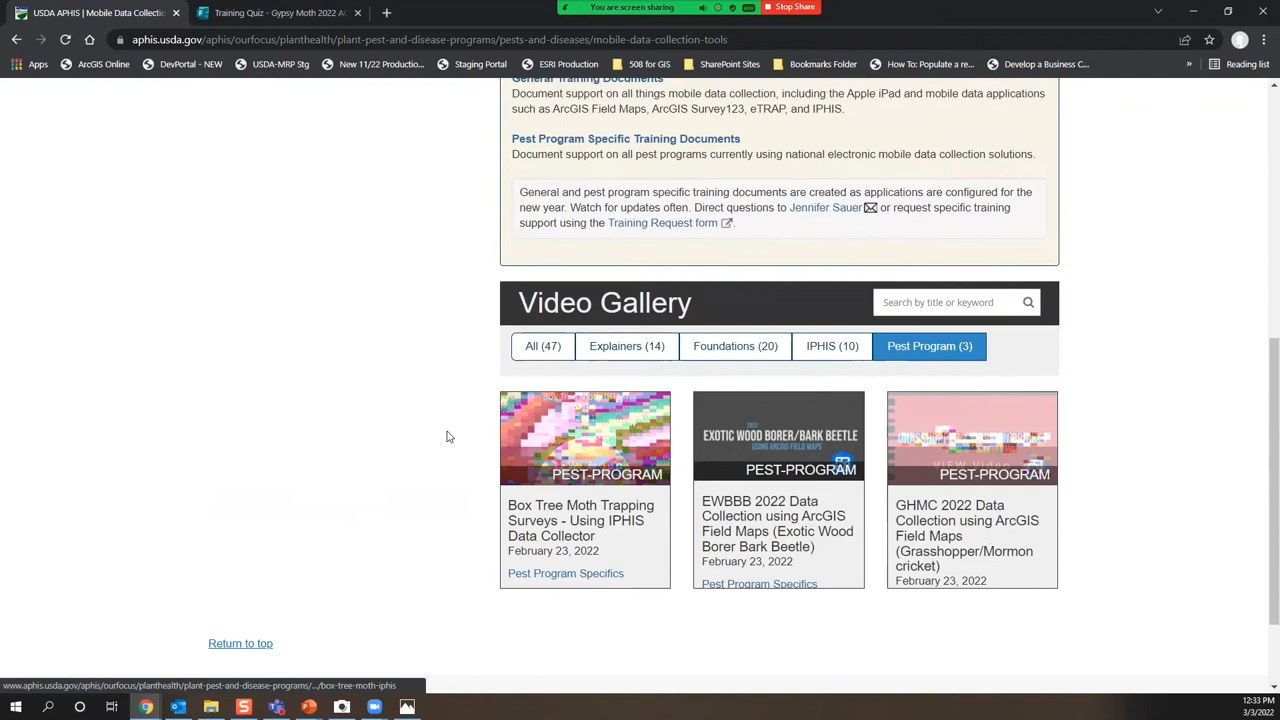 USDA APHIS | Mobile Data Collectio
Training Quiz - Gypsy Moth 2022 A
You are screen sharing
Stop Share
aphis.usda.gov/aphis/ourfocus/planthealth/plant-pest-and-disease-programs/pests-and-diseases/mobile-data-collection-tools
Apps
ArcGIS Online
DevPortal - NEW
USDA-MRP Stg
New 11/22 Productio...
Staging Portal
ESRI Production
508 for GIS
SharePoint Sites
Bookmarks Folder
How To: Populate a re...
Develop a Business C...
»
Reading list
General Training Documents
Document support on all things mobile data collection, including the Apple iPad and mobile data applications
such as ArcGIS Field Maps, ArcGIS Survey123, eTRAP, and IPHIS.
Pest Program Specific Training Documents
Document support on all pest programs currently using national electronic mobile data collection solutions.
General and pest program specific training documents are created as applications are configured for the
new year. Watch for updates often. Direct questions to Jennifer Sauer or request specific training
support using the Training Request form .
Video Gallery
Search by title or keyword
All (47)
Explainers (14)
Foundations (20)
IPHIS (10)
Pest Program (3)
PEST-PROGRAM
Box Tree Moth Trapping
Surveys - Using IPHIS
Data Collector
February 23, 2022
Pest Program Specifics
2022
EXOTIC WOOD BORER/BARK BEETLE
USING ARCGIS FIELD MAPS
PEST-PROGRAM
EWBBB 2022 Data
Collection using ArcGIS
Field Maps (Exotic Wood
Borer Bark Beetle)
February 23, 2022
Pest Program Specifics
VIEW Video
PEST-PROGRAM
GHMC 2022 Data
Collection using ArcGIS
Field Maps
(Grasshopper/Mormon
cricket)
February 23, 2022
Return to top
www.aphis.usda.gov/aphis/ourfocus/planthealth/plant-pest-and-disease-programs/.../box-tree-moth-iphis
12:33 PM
3/3/2022